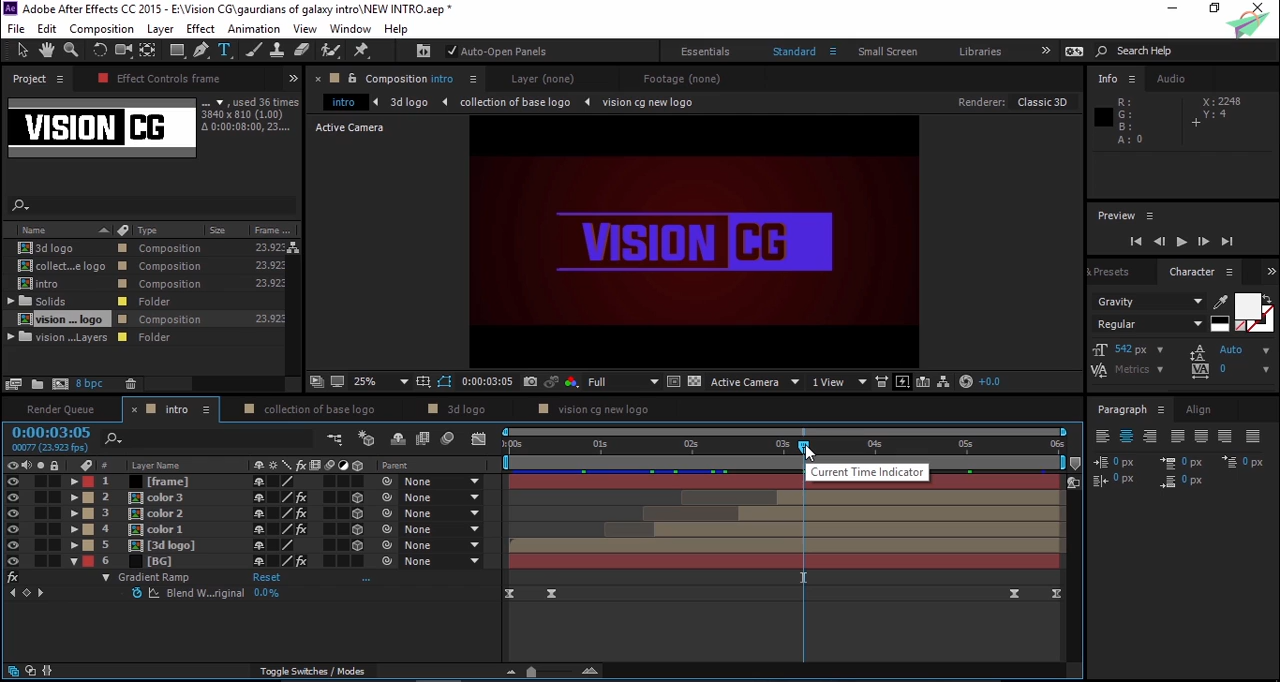 Adobe After Effects CC 2015 - E:\Vision CG\gaurdians of galaxy intro\NEW INTRO.aep *
File Edit Composition Layer Effect Animation View Window Help
Auto-Open Panels Essentials Standard Small Screen Libraries Search Help
Project Effect Controls frame
... ▼ , used 36 times
3840 x 810 (1.00)
Δ 0:00:08:00, 23....
VISION CG
Name Type Size Frame ...
3d logo Composition 23.923
collect...e logo Composition 23.923
intro Composition 23.923
Solids Folder
vision ... logo Composition 23.923
vision ...Layers Folder
8 bpc
Composition intro Layer (none) Footage (none)
intro 3d logo collection of base logo vision cg new logo Renderer: Classic 3D
Active Camera
VISION CG
25% 0:00:03:05 Full Active Camera 1 View +0.0
Info Audio
R: X: 2248
G: Y: 4
B:
A: 0
Preview
& Presets Character
Gravity
Regular
542 px Auto
Metrics 0
Paragraph Align
0 px 0 px 0 px
0 px 0 px
Render Queue intro collection of base logo 3d logo vision cg new logo
0:00:03:05
00077 (23.923 fps)
):00s 01s 02s 03s 04s 05s 06s
# Layer Name Parent
Current Time Indicator
1 [frame] None
2 color 3 None
3 color 2 None
4 color 1 None
5 [3d logo] None
6 [BG] None
Gradient Ramp Reset ...
Blend W...riginal 0.0%
Toggle Switches / Modes